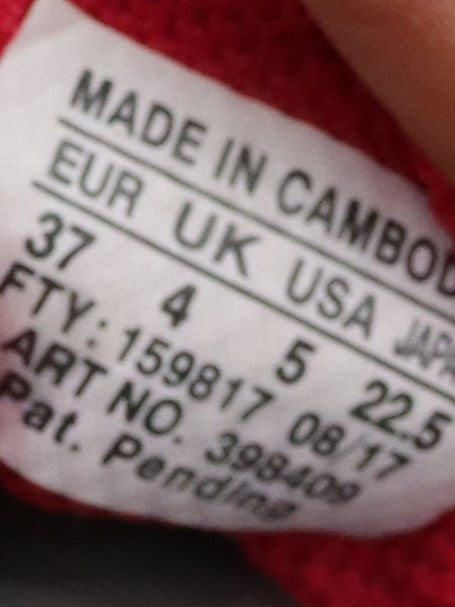 MADE IN CAMBOD
EUR UK USA JAPA
37 4 5 22.5
FTY: 159817 08/17
ART NO. 398409
Pat. Pending